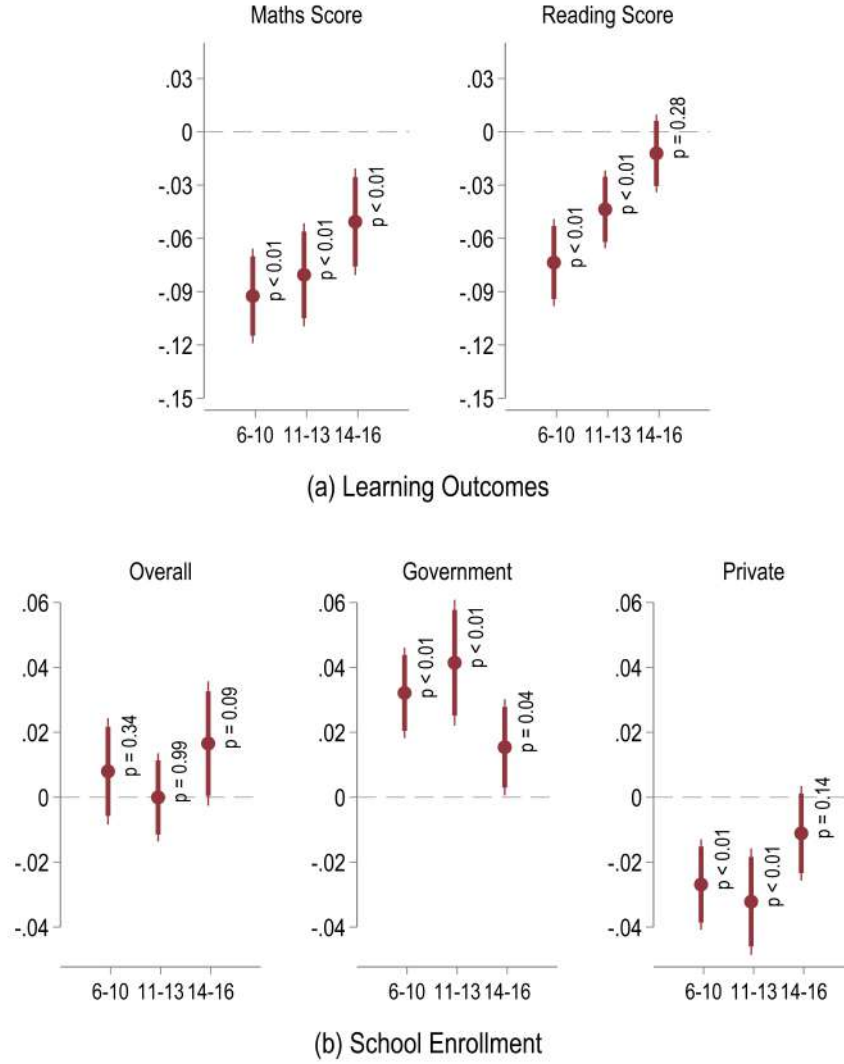 Maths Score
Reading Score
.03
0
-.03
-.06
-.09
-.12
-.15
p < 0.01
p < 0.01
p < 0.01
6-10
11-13
14-16
.03
0
-.03
-.06
-.09
-.12
-.15
p < 0.01
p < 0.01
p = 0.28
6-10
11-13
14-16
(a) Learning Outcomes
Overall
Government
Private
.06
.04
.02
0
-.02
-.04
p = 0.34
p = 0.99
p = 0.09
6-10
11-13
14-16
.06
.04
.02
0
-.02
-.04
p < 0.01
p < 0.01
p = 0.04
6-10
11-13
14-16
.06
.04
.02
0
-.02
-.04
p < 0.01
p < 0.01
p = 0.14
6-10
11-13
14-16
(b) School Enrollment